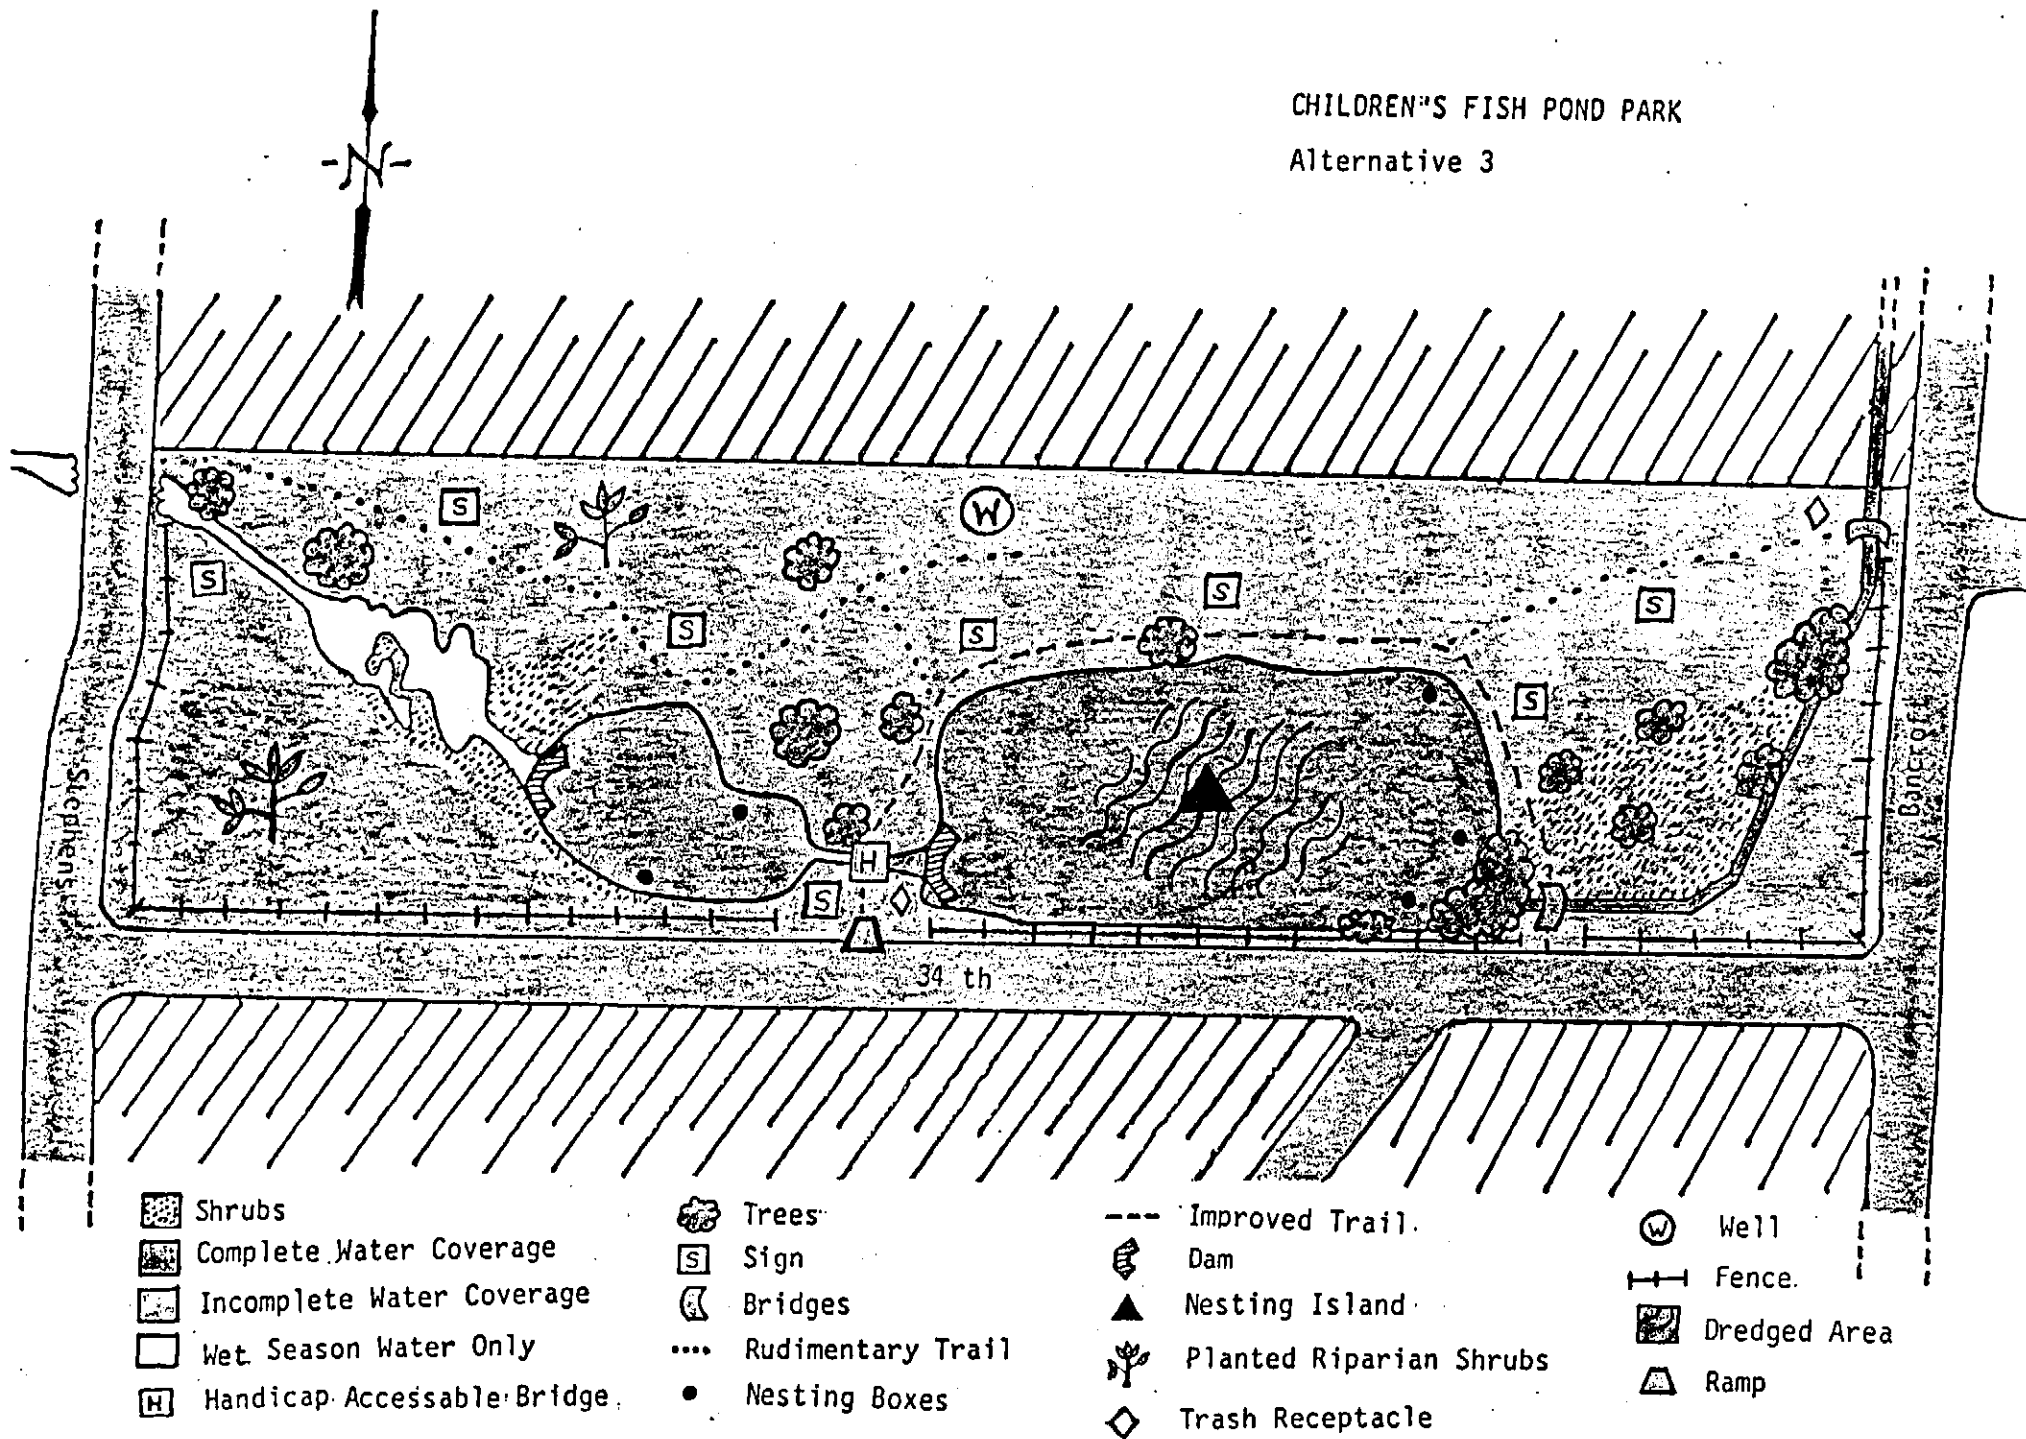 CHILDREN"S FISH POND PARK
Alternative 3
N
S
W
S
S
S
S
S
S
S
Stephens
Bancroft
H
S
34 th
Shrubs
Complete Water Coverage
Incomplete Water Coverage
Wet Season Water Only
H Handicap Accessable Bridge
Trees
S Sign
Bridges
Rudimentary Trail
Nesting Boxes
Improved Trail
Dam
Nesting Island
Planted Riparian Shrubs
Trash Receptacle
W Well
Fence
Dredged Area
Ramp